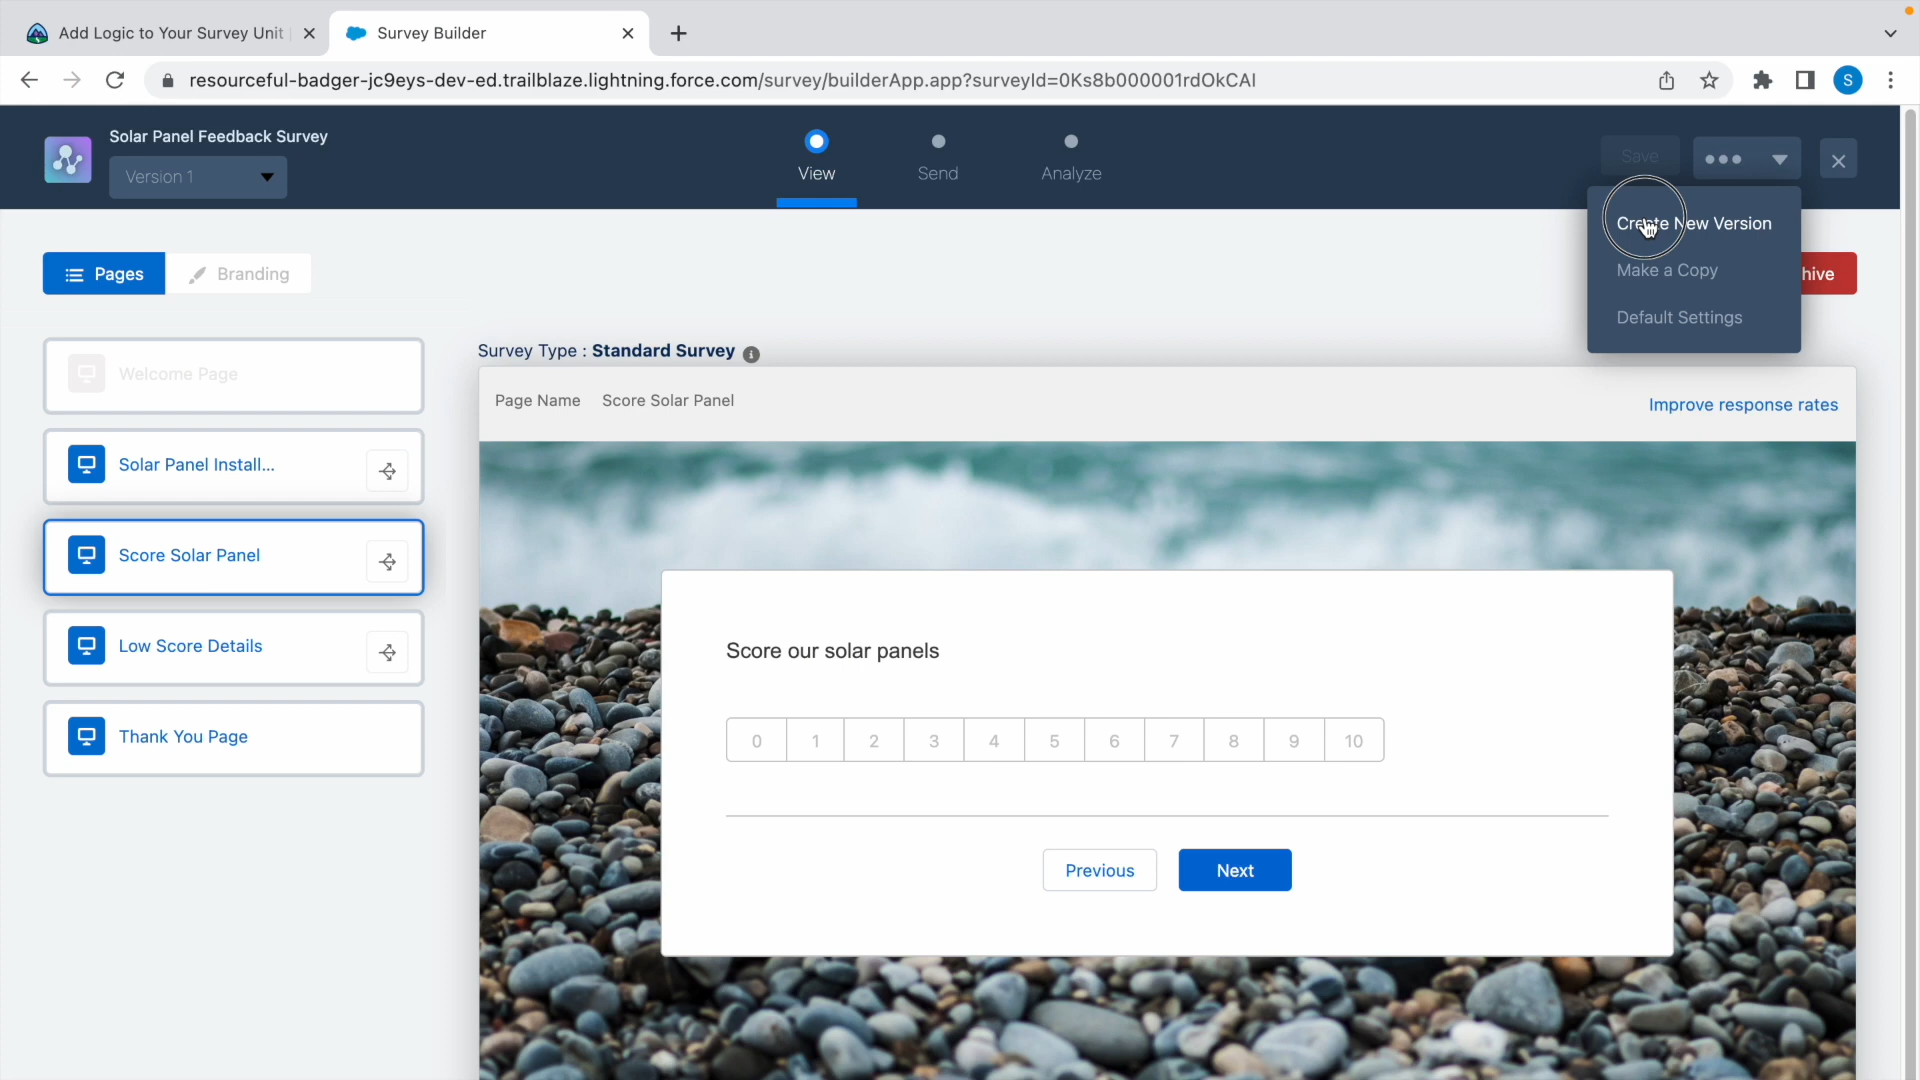 Add Logic to Your Survey Unit
Survey Builder
resourceful-badger-jc9eys-dev-ed.trailblaze.lightning.force.com/survey/builderApp.app?surveyId=0Ks8b000001rdOkCAI
S
Solar Panel Feedback Survey
Version 1
View
Send
Analyze
Save
Create New Version
Make a Copy
Default Settings
hive
Pages
Branding
Welcome Page
Solar Panel Install...
Score Solar Panel
Low Score Details
Thank You Page
Survey Type : Standard Survey
Page Name Score Solar Panel
Improve response rates
Score our solar panels
0 1 2 3 4 5 6 7 8 9 10
Previous
Next